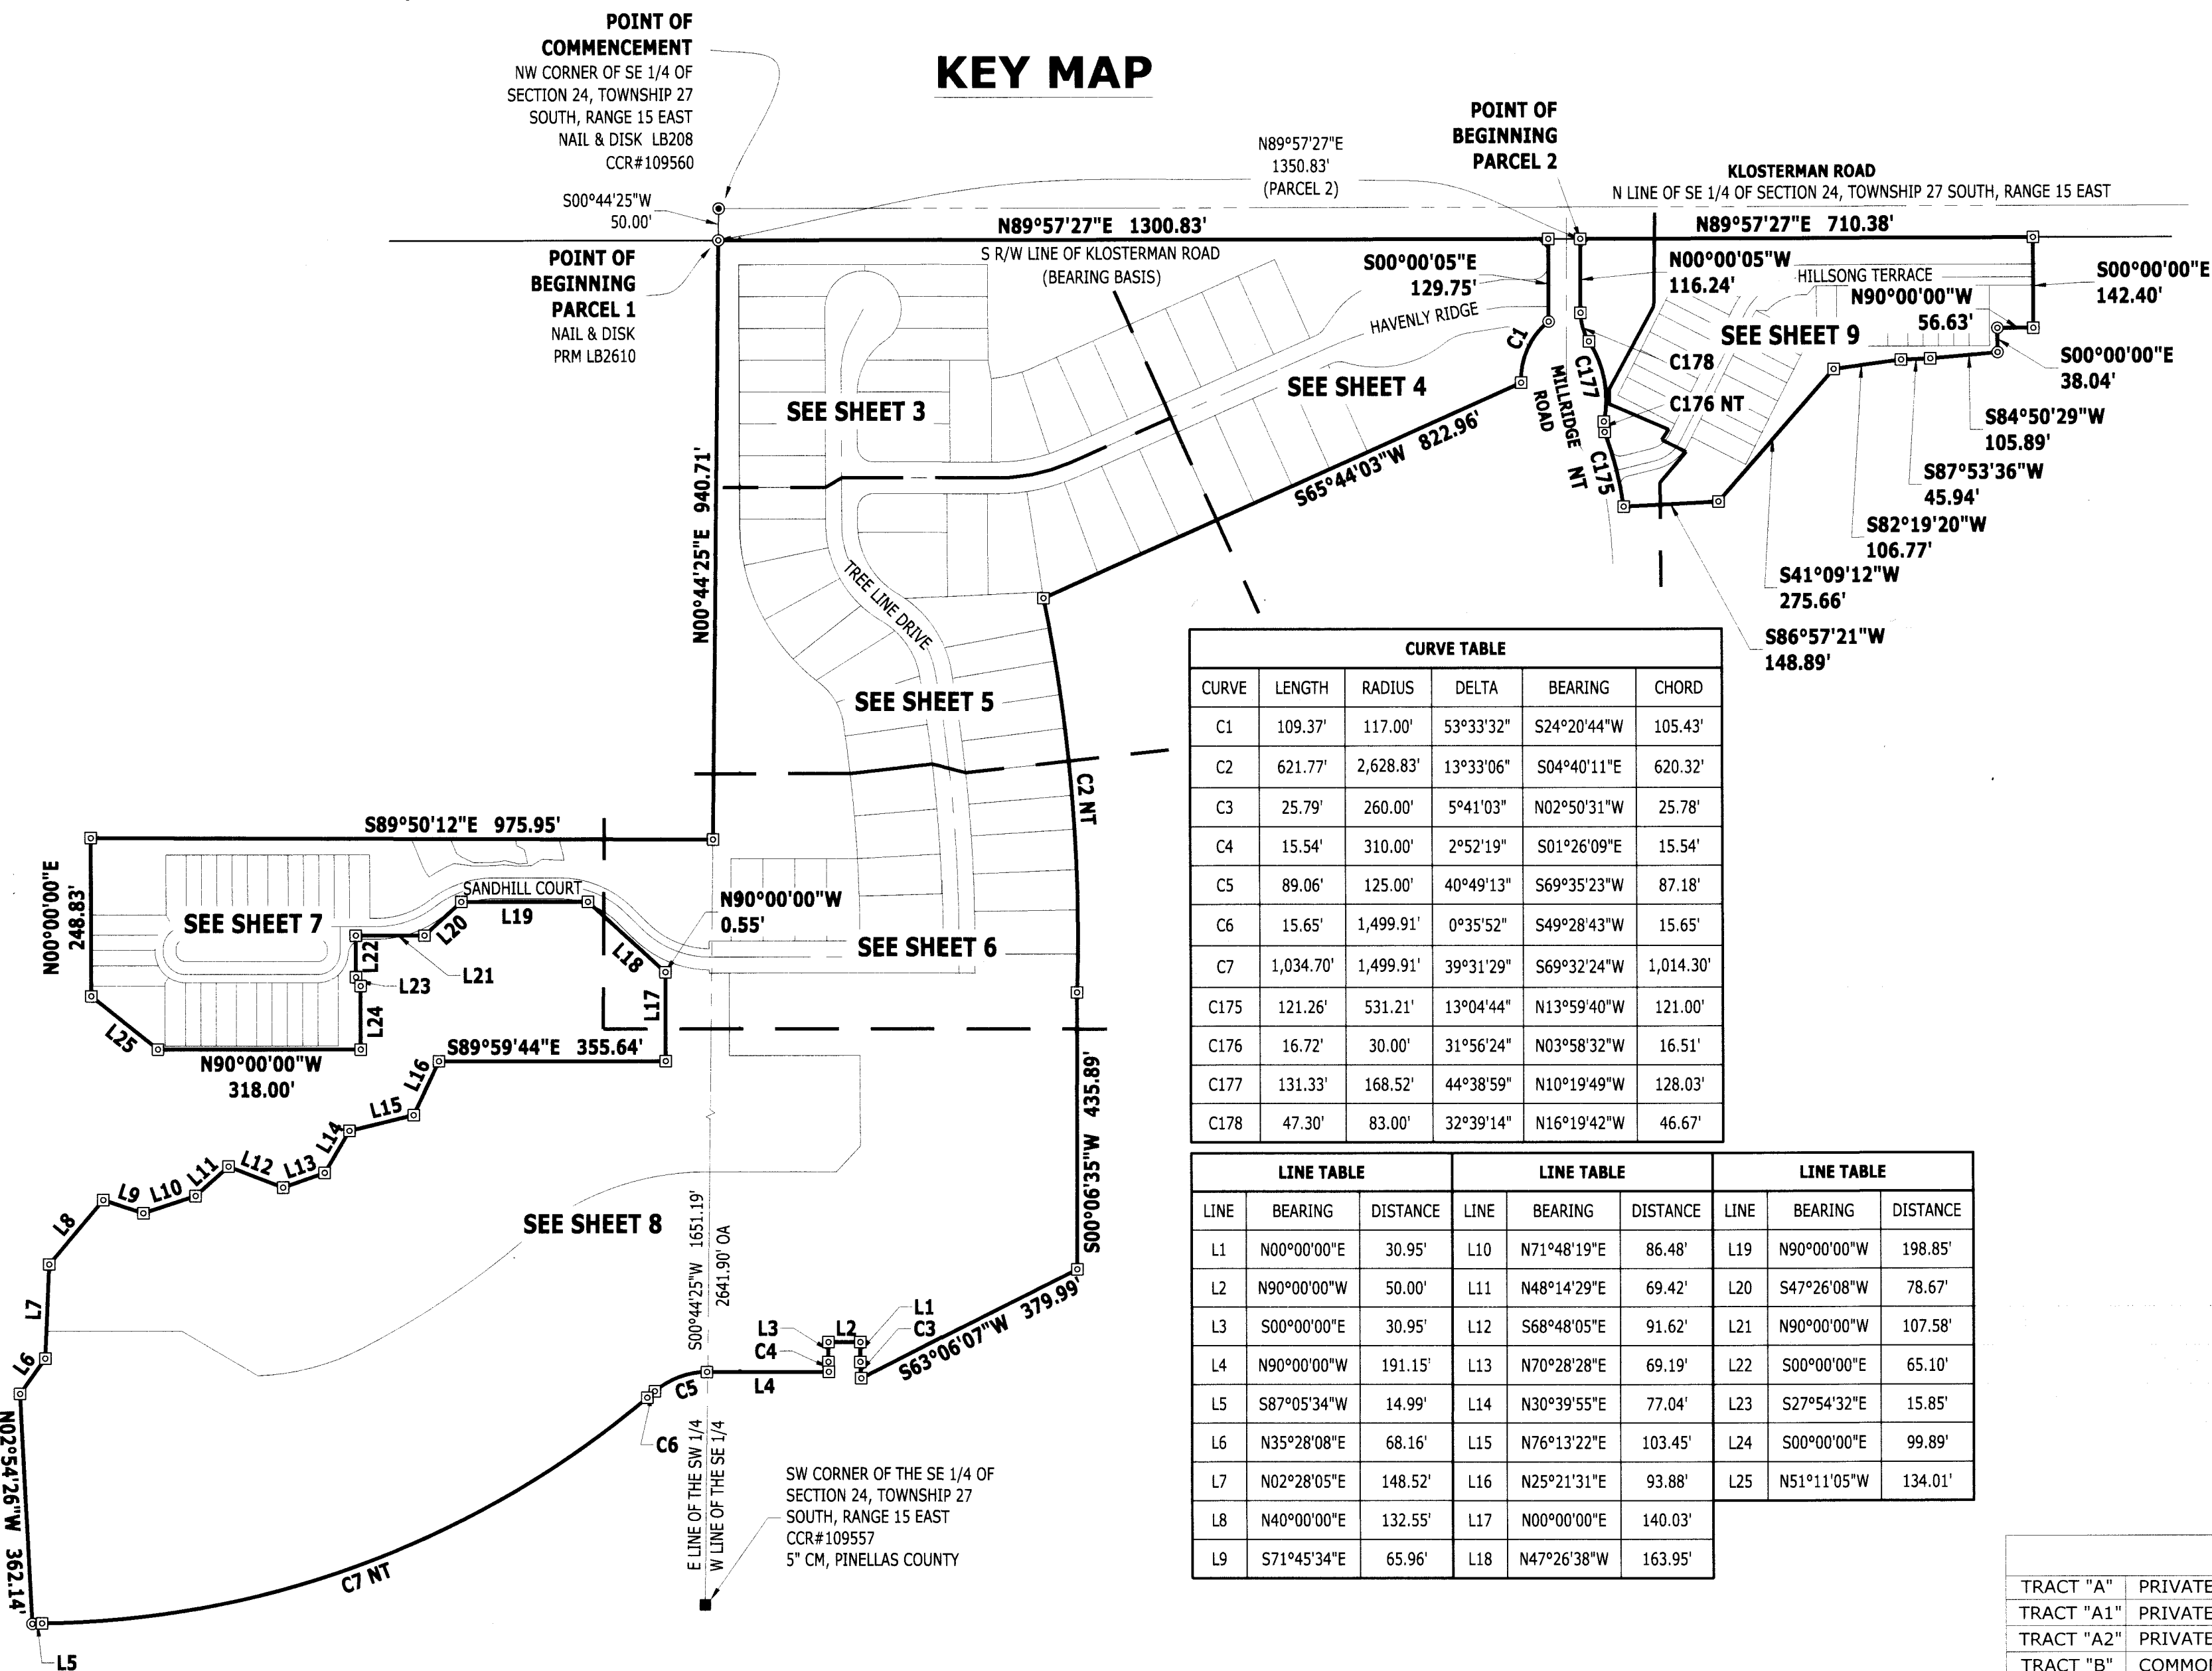 KEY MAP
POINT OF
COMMENCEMENT
NW CORNER OF SE 1/4 OF
SECTION 24, TOWNSHIP 27
SOUTH, RANGE 15 EAST
NAIL & DISK LB208
CCR#109560
S00°44'25"W
50.00'
POINT OF
BEGINNING
PARCEL 1
NAIL & DISK
PRM LB2610
N89°57'27"E
1350.83'
(PARCEL 2)
POINT OF
BEGINNING
PARCEL 2
KLOSTERMAN ROAD
N LINE OF SE 1/4 OF SECTION 24, TOWNSHIP 27 SOUTH, RANGE 15 EAST
N89°57'27"E 1300.83'
S R/W LINE OF KLOSTERMAN ROAD
(BEARING BASIS)
N89°57'27"E 710.38'
S00°00'05"E
129.75'
N00°00'05"W
116.24'
HILLSONG TERRACE
N90°00'00"W
56.63'
S00°00'00"E
142.40'
S00°00'00"E
38.04'
S84°50'29"W
105.89'
S87°53'36"W
45.94'
S82°19'20"W
106.77'
S41°09'12"W
275.66'
S86°57'21"W
148.89'
SEE SHEET 9
C178
C177
C176 NT
C175
NT
MILLRIDGE
ROAD
HAVENLY RIDGE
C1
SEE SHEET 4
SEE SHEET 3
S65°44'03"W 822.96'
N00°44'25"E 940.71'
TREE LINE DRIVE
SEE SHEET 5
C2 NT
S89°50'12"E 975.95'
N00°00'00"E
248.83'
SANDHILL COURT
SEE SHEET 7
L19
L20
L21
L22
L23
L24
L25
L18
L17
N90°00'00"W
0.55'
SEE SHEET 6
N90°00'00"W
318.00'
S89°59'44"E 355.64'
L16
L15
L14
L13
L12
L11
L10
L9
L8
L7
L6
SEE SHEET 8
S00°44'25"W 1651.19'
2641.90' OA
S00°06'35"W 435.89'
S63°06'07"W 379.99'
L1
C3
L2
L3
C4
L4
C5
C6
C7 NT
N02°54'26"W 362.14'
L5
E LINE OF THE SW 1/4
W LINE OF THE SE 1/4
SW CORNER OF THE SE 1/4 OF
SECTION 24, TOWNSHIP 27
SOUTH, RANGE 15 EAST
CCR#109557
5" CM, PINELLAS COUNTY
CURVE TABLE
CURVE LENGTH RADIUS DELTA BEARING CHORD
C1 109.37' 117.00' 53°33'32" S24°20'44"W 105.43'
C2 621.77' 2,628.83' 13°33'06" S04°40'11"E 620.32'
C3 25.79' 260.00' 5°41'03" N02°50'31"W 25.78'
C4 15.54' 310.00' 2°52'19" S01°26'09"E 15.54'
C5 89.06' 125.00' 40°49'13" S69°35'23"W 87.18'
C6 15.65' 1,499.91' 0°35'52" S49°28'43"W 15.65'
C7 1,034.70' 1,499.91' 39°31'29" S69°32'24"W 1,014.30'
C175 121.26' 531.21' 13°04'44" N13°59'40"W 121.00'
C176 16.72' 30.00' 31°56'24" N03°58'32"W 16.51'
C177 131.33' 168.52' 44°38'59" N10°19'49"W 128.03'
C178 47.30' 83.00' 32°39'14" N16°19'42"W 46.67'
LINE TABLE LINE TABLE LINE TABLE
LINE BEARING DISTANCE LINE BEARING DISTANCE LINE BEARING DISTANCE
L1 N00°00'00"E 30.95' L10 N71°48'19"E 86.48' L19 N90°00'00"W 198.85'
L2 N90°00'00"W 50.00' L11 N48°14'29"E 69.42' L20 S47°26'08"W 78.67'
L3 S00°00'00"E 30.95' L12 S68°48'05"E 91.62' L21 N90°00'00"W 107.58'
L4 N90°00'00"W 191.15' L13 N70°28'28"E 69.19' L22 S00°00'00"E 65.10'
L5 S87°05'34"W 14.99' L14 N30°39'55"E 77.04' L23 S27°54'32"E 15.85'
L6 N35°28'08"E 68.16' L15 N76°13'22"E 103.45' L24 S00°00'00"E 99.89'
L7 N02°28'05"E 148.52' L16 N25°21'31"E 93.88' L25 N51°11'05"W 134.01'
L8 N40°00'00"E 132.55' L17 N00°00'00"E 140.03'
L9 S71°45'34"E 65.96' L18 N47°26'38"W 163.95'
TRACT "A" PRIVATE
TRACT "A1" PRIVATE
TRACT "A2" PRIVATE
TRACT "B" COMMON